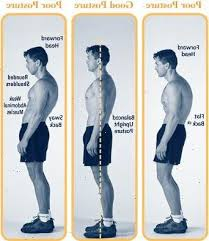 Poor Posture
Good Posture
Poor Posture
Forward
Head
Rounded
Shoulders
Weak
Abdominal
Muscles
Sway
Back
Balanced
Upright
Posture
Forward
Head
Flat
Back